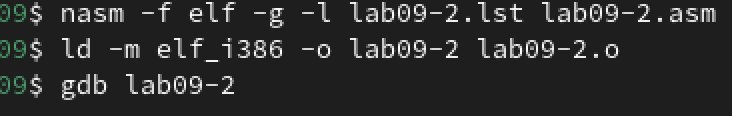 09$ nasm -f elf -g -l lab09-2.lst lab09-2.asm
09$ ld -m elf_i386 -o lab09-2 lab09-2.o
09$ gdb lab09-2